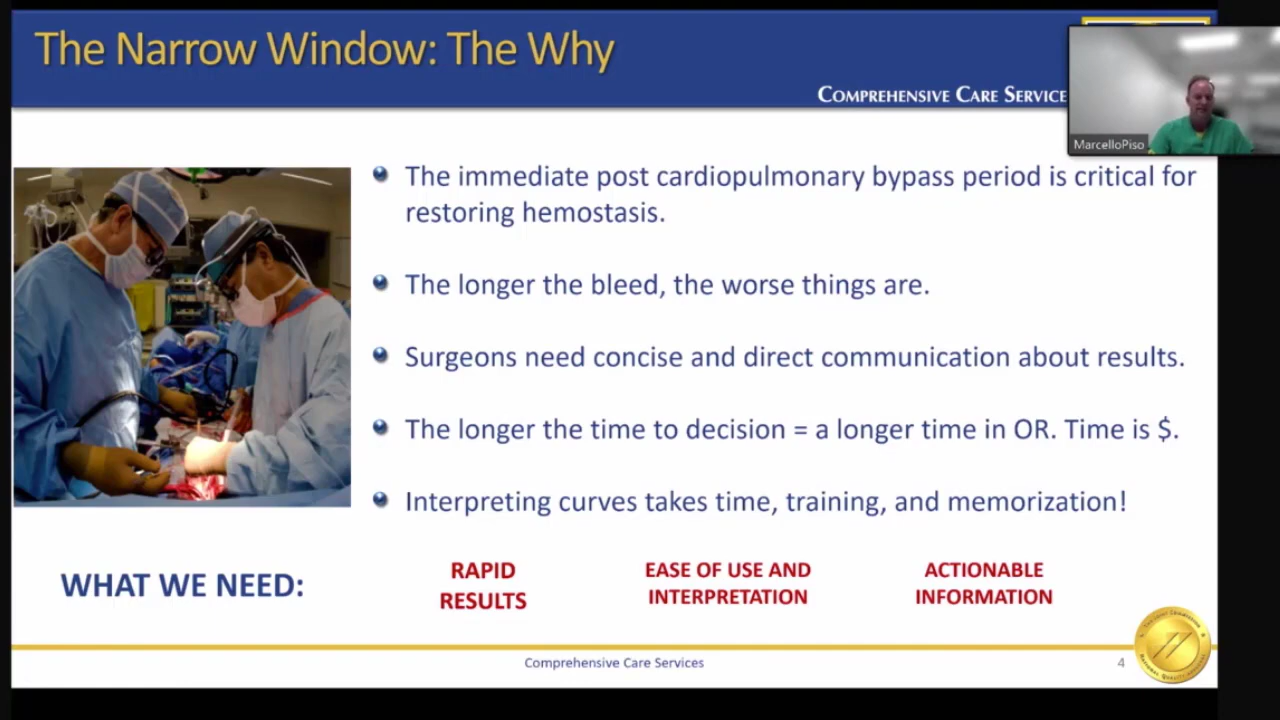 The Narrow Window: The Why
COMPREHENSIVE CARE SERVICE
MarcelloPiso
The immediate post cardiopulmonary bypass period is critical for
restoring hemostasis.
The longer the bleed, the worse things are.
Surgeons need concise and direct communication about results.
The longer the time to decision = a longer time in OR. Time is $.
Interpreting curves takes time, training, and memorization!
WHAT WE NEED:
RAPID
RESULTS
EASE OF USE AND
INTERPRETATION
ACTIONABLE
INFORMATION
Comprehensive Care Services
4